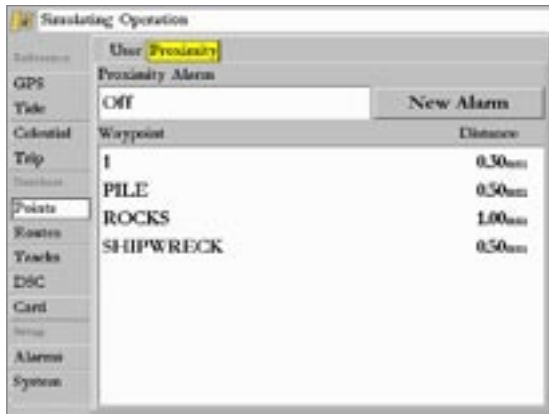 Simulating Operation
User Proximity
Reference
Proximity Alarm
GPS
Off New Alarm
Tide
Celestial
Waypoint Distance
Trip
1 0.30nm
PILE 0.50nm
Points
ROCKS 1.00nm
Routes
SHIPWRECK 0.50nm
Tracks
DSC
Card
Setup
Alarms
System